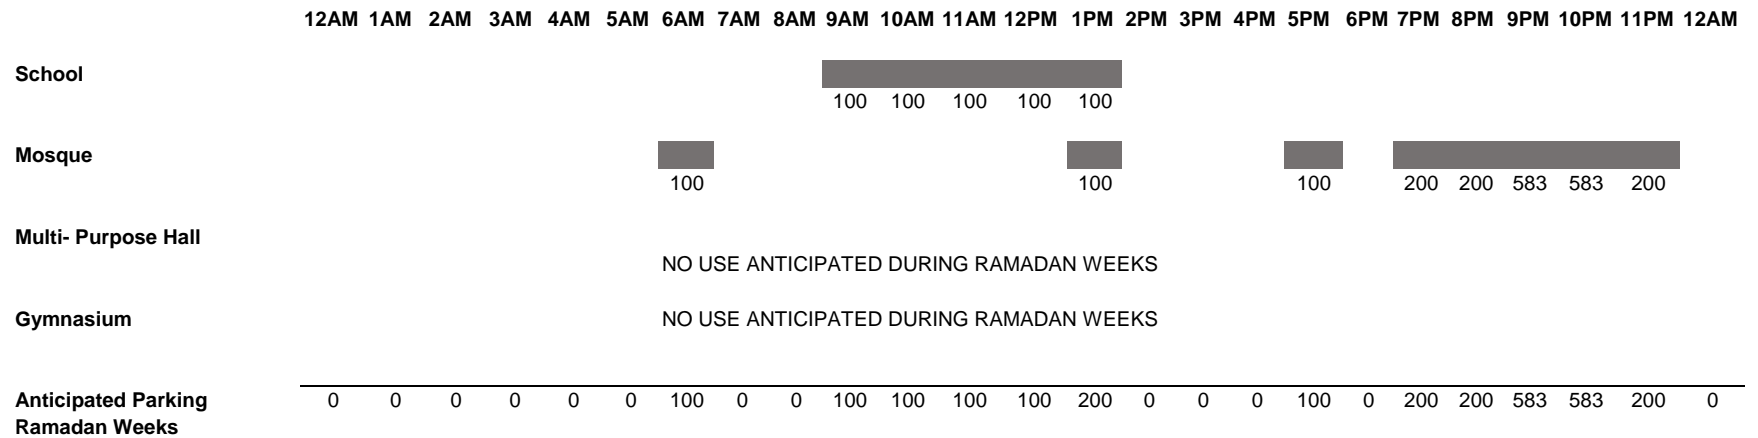 12AM 1AM 2AM 3AM 4AM 5AM 6AM 7AM 8AM 9AM 10AM 11AM 12PM 1PM 2PM 3PM 4PM 5PM 6PM 7PM 8PM 9PM 10PM 11PM 12AM
School
100 100 100 100 100
Mosque
100 100 100 200 200 583 583 200
Multi- Purpose Hall
NO USE ANTICIPATED DURING RAMADAN WEEKS
Gymnasium NO USE ANTICIPATED DURING RAMADAN WEEKS
Anticipated Parking 0 0 0 0 0 0 100 0 0 100 100 100 100 200 0 0 0 100 0 200 200 583 583 200 0
Ramadan Weeks